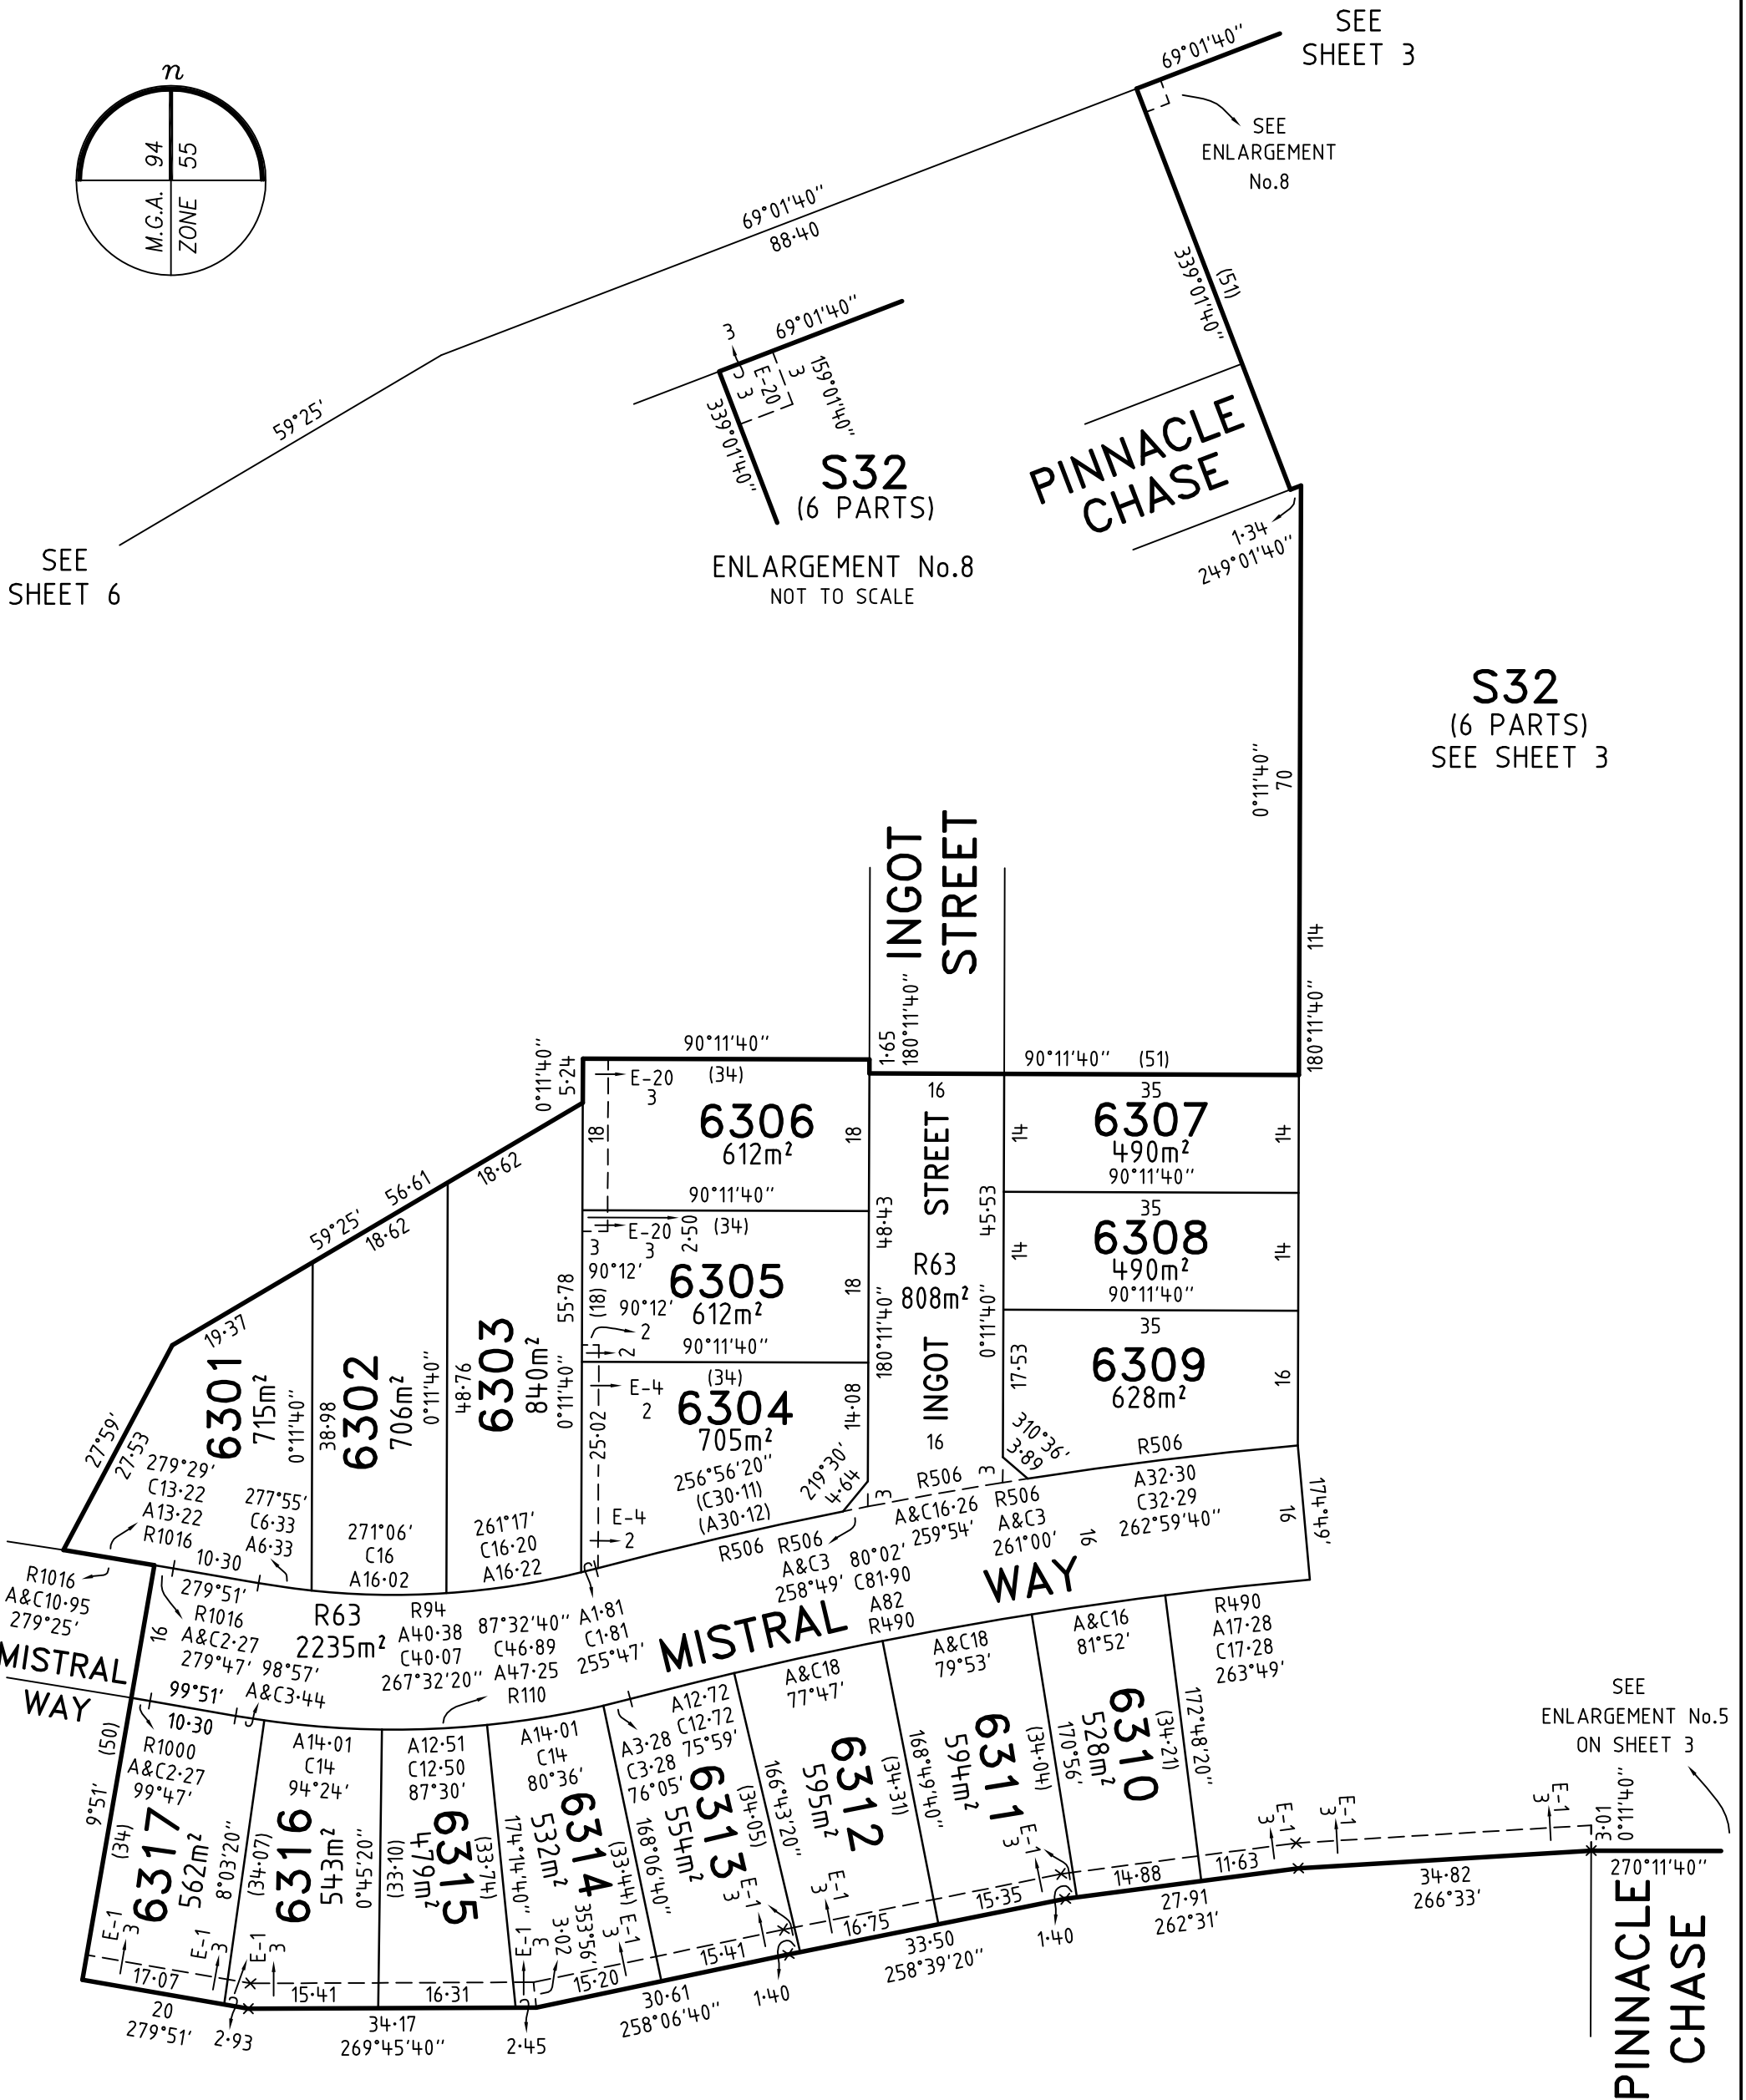 n
M.G.A. 94
ZONE 55
69°01'40"
SEE
SHEET 3
SEE
ENLARGEMENT
No.8
69°01'40"
88·40
339°01'40"
(51)
59°25'
SEE
SHEET 6
3
69°01'40"
3
E-20
3
159°01'40"
339°01'40"
S32
(6 PARTS)
ENLARGEMENT No.8
NOT TO SCALE
PINNACLE
CHASE
1·34
249°01'40"
S32
(6 PARTS)
SEE SHEET 3
0°11'40"
70
114
180°11'40"
INGOT
STREET
1·65
180°11'40"
90°11'40"
(34)
90°11'40" (51)
0°11'40"
5·24
E-20
3
18
6306
612m²
18
90°11'40"
(34)
E-20
3
2·50
3
90°12'
6305
612m²
(18)
18
90°12'
2
2
90°11'40"
(34)
E-4
2
6304
705m²
14·08
25·02
256°56'20"
(C30·11)
(A30·12)
219°30'
4·64
E-4
2
16
STREET
48·43
45·53
R63
808m²
180°11'40"
0°11'40"
INGOT
16
35
14
6307
490m²
14
90°11'40"
35
14
6308
490m²
14
90°11'40"
35
17·53
6309
628m²
16
310°36'
3·89
R506
59°25'
56·61
18·62
18·62
19·37
27°59'
27·53
6301
715m²
0°11'40"
38·98
6302
706m²
0°11'40"
48·76
6303
840m²
0°11'40"
55·78
279°29'
C13·22
A13·22
R1016
277°55'
C6·33
A6·33
271°06'
C16
A16·02
261°17'
C16·20
A16·22
10·30
279°51'
R1016
A&C10·95
279°25'
R1016
A&C2·27
279°47'
16
R63
2235m²
R94
A40·38
C40·07
267°32'20"
87°32'40"
C46·89
A47·25
R110
A1·81
C1·81
255°47'
R506
R506
A&C3
258°49'
80°02'
C81·90
A82
R490
3
R506
3
A&C16·26
259°54'
R506
A&C3
261°00'
16
A32·30
C32·29
262°59'40"
16
174°49'
MISTRAL
WAY
MISTRAL
WAY
99°51'
98°57'
A&C3·44
10·30
R1000
A&C2·27
99°47'
9°51'
(50)
(34)
6317
562m²
8°03'20"
E-1
3
E-1
3
17·07
20
279°51'
2·93
A14·01
C14
94°24'
(34·07)
6316
543m²
0°45'20"
E-1
3
15·41
A12·51
C12·50
87°30'
(33·10)
6315
479m²
(33·74)
16·31
34·17
269°45'40"
A14·01
C14
80°36'
174°14'40"
6314
532m²
(33·44)
E-1
3
3·02
353°56'
E-1
3
2·45
15·20
A12·72
C12·72
75°59'
A3·28
C3·28
76°05'
168°06'40"
6313
554m²
(34·05)
E-1
3
15·41
30·61
258°06'40"
1·40
A&C18
77°47'
166°43'20"
6312
595m²
(34·31)
E-1
3
16·75
33·50
258°39'20"
A&C18
79°53'
168°49'40"
6311
594m²
(34·04)
E-1
3
15·35
1·40
A&C16
81°52'
170°56'
6310
528m²
(34·21)
14·88
R490
A17·28
C17·28
263°49'
172°48'20"
E-1
3
E-1
3
11·63
27·91
262°31'
E-1
3
34·82
266°33'
3·01
0°11'40"
270°11'40"
SEE
ENLARGEMENT No.5
ON SHEET 3
PINNACLE
CHASE